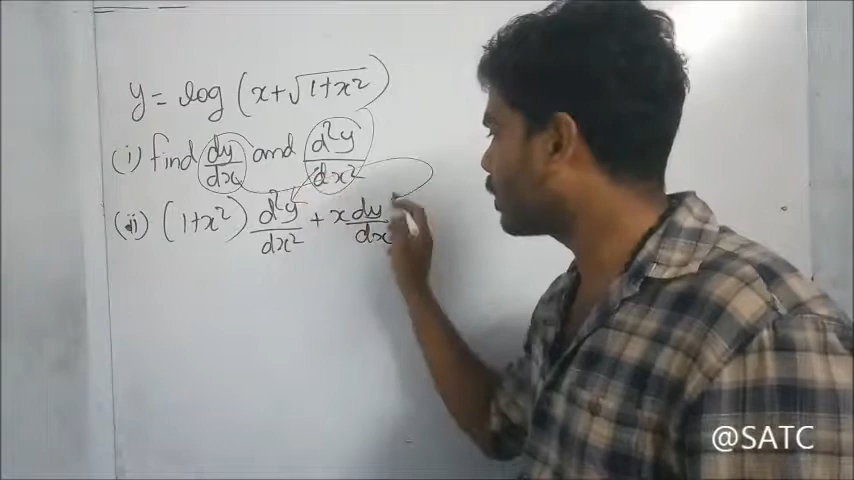 y = log (x+√1+x²)
(i) find dy/dx and d²y/dx²
(ii) (1+x²) d²y/dx² + x dy/dx
@SATC